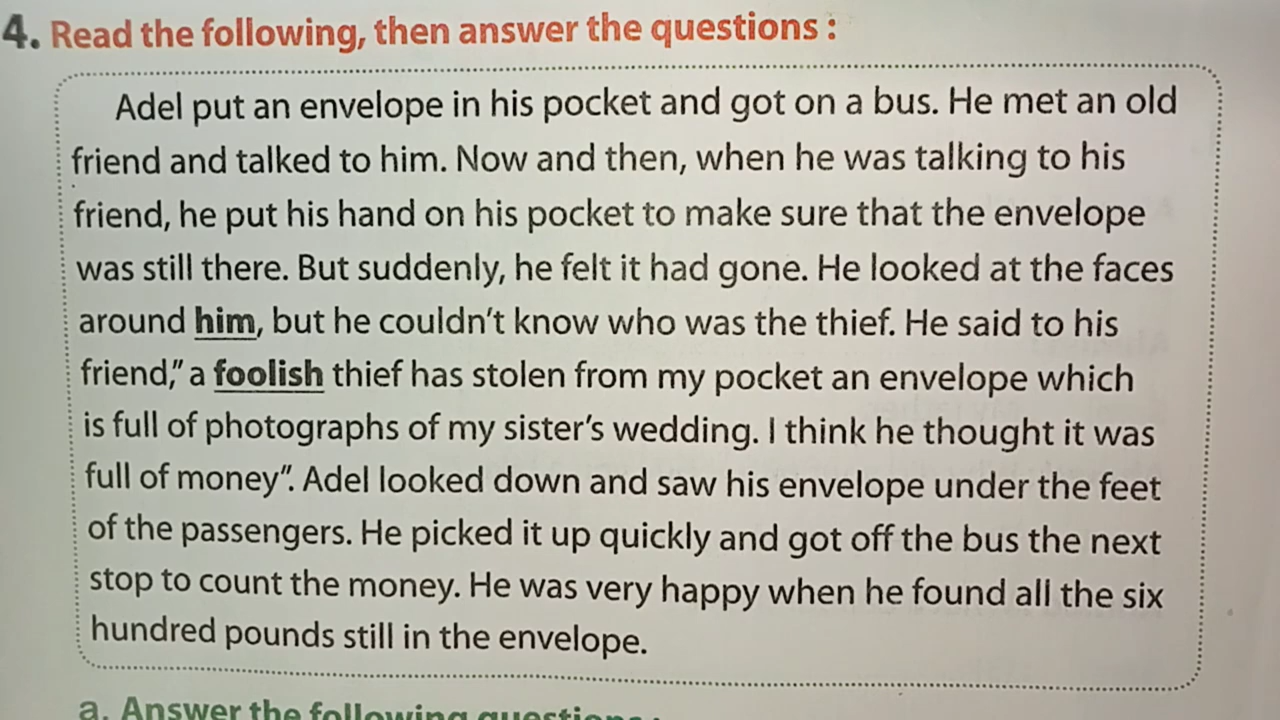 4. Read the following, then answer the questions :
Adel put an envelope in his pocket and got on a bus. He met an old
friend and talked to him. Now and then, when he was talking to his
friend, he put his hand on his pocket to make sure that the envelope
was still there. But suddenly, he felt it had gone. He looked at the faces
around him, but he couldn't know who was the thief. He said to his
friend," a foolish thief has stolen from my pocket an envelope which
is full of photographs of my sister's wedding. I think he thought it was
full of money". Adel looked down and saw his envelope under the feet
of the passengers. He picked it up quickly and got off the bus the next
stop to count the money. He was very happy when he found all the six
hundred pounds still in the envelope.
a. Answer the following questions :